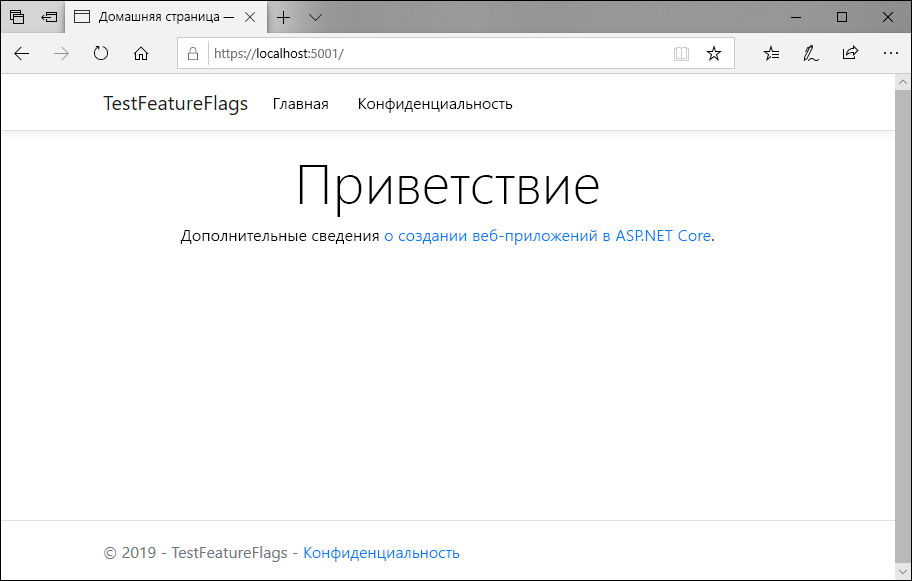 Домашняя страница —
https://localhost:5001/
TestFeatureFlags Главная Конфиденциальность
Приветствие
Дополнительные сведения о создании веб-приложений в ASP.NET Core.
© 2019 - TestFeatureFlags - Конфиденциальность